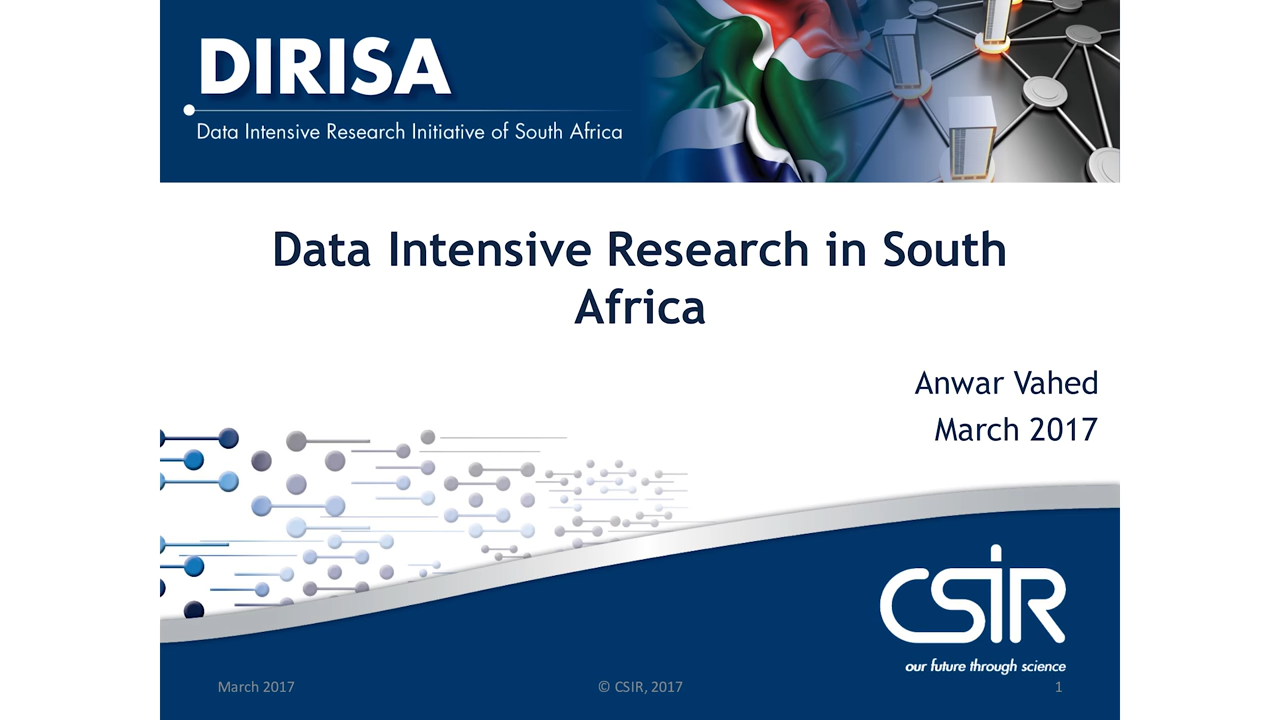 DIRISA
Data Intensive Research Initiative of South Africa
Data Intensive Research in South
Africa
Anwar Vahed
March 2017
CSIR
our future through science
March 2017
© CSIR, 2017
1